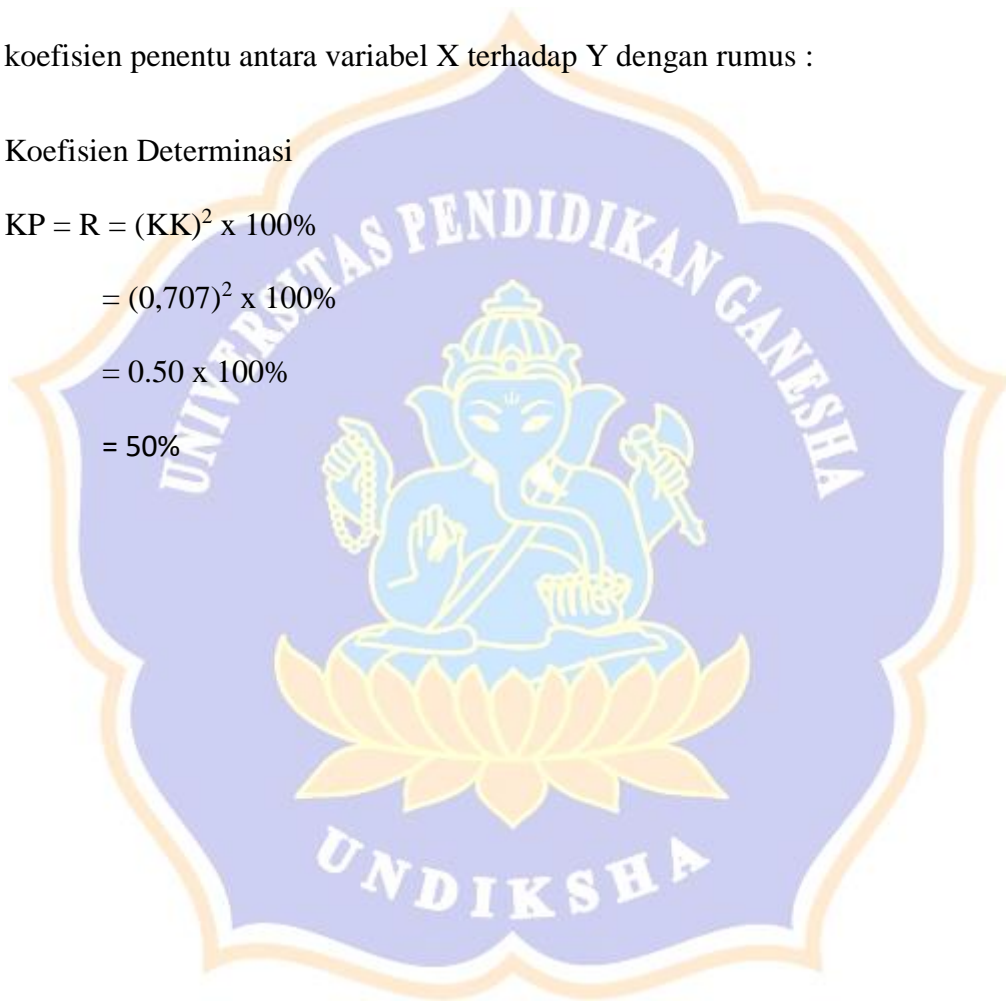 koefisien penentu antara variabel X terhadap Y dengan rumus :
Koefisien Determinasi
KP = R = (KK)² x 100%
= (0,707)² x 100%
= 0.50 x 100%
= 50%
UNIVERSITAS PENDIDIKAN GANESHA
UNDIKSHA